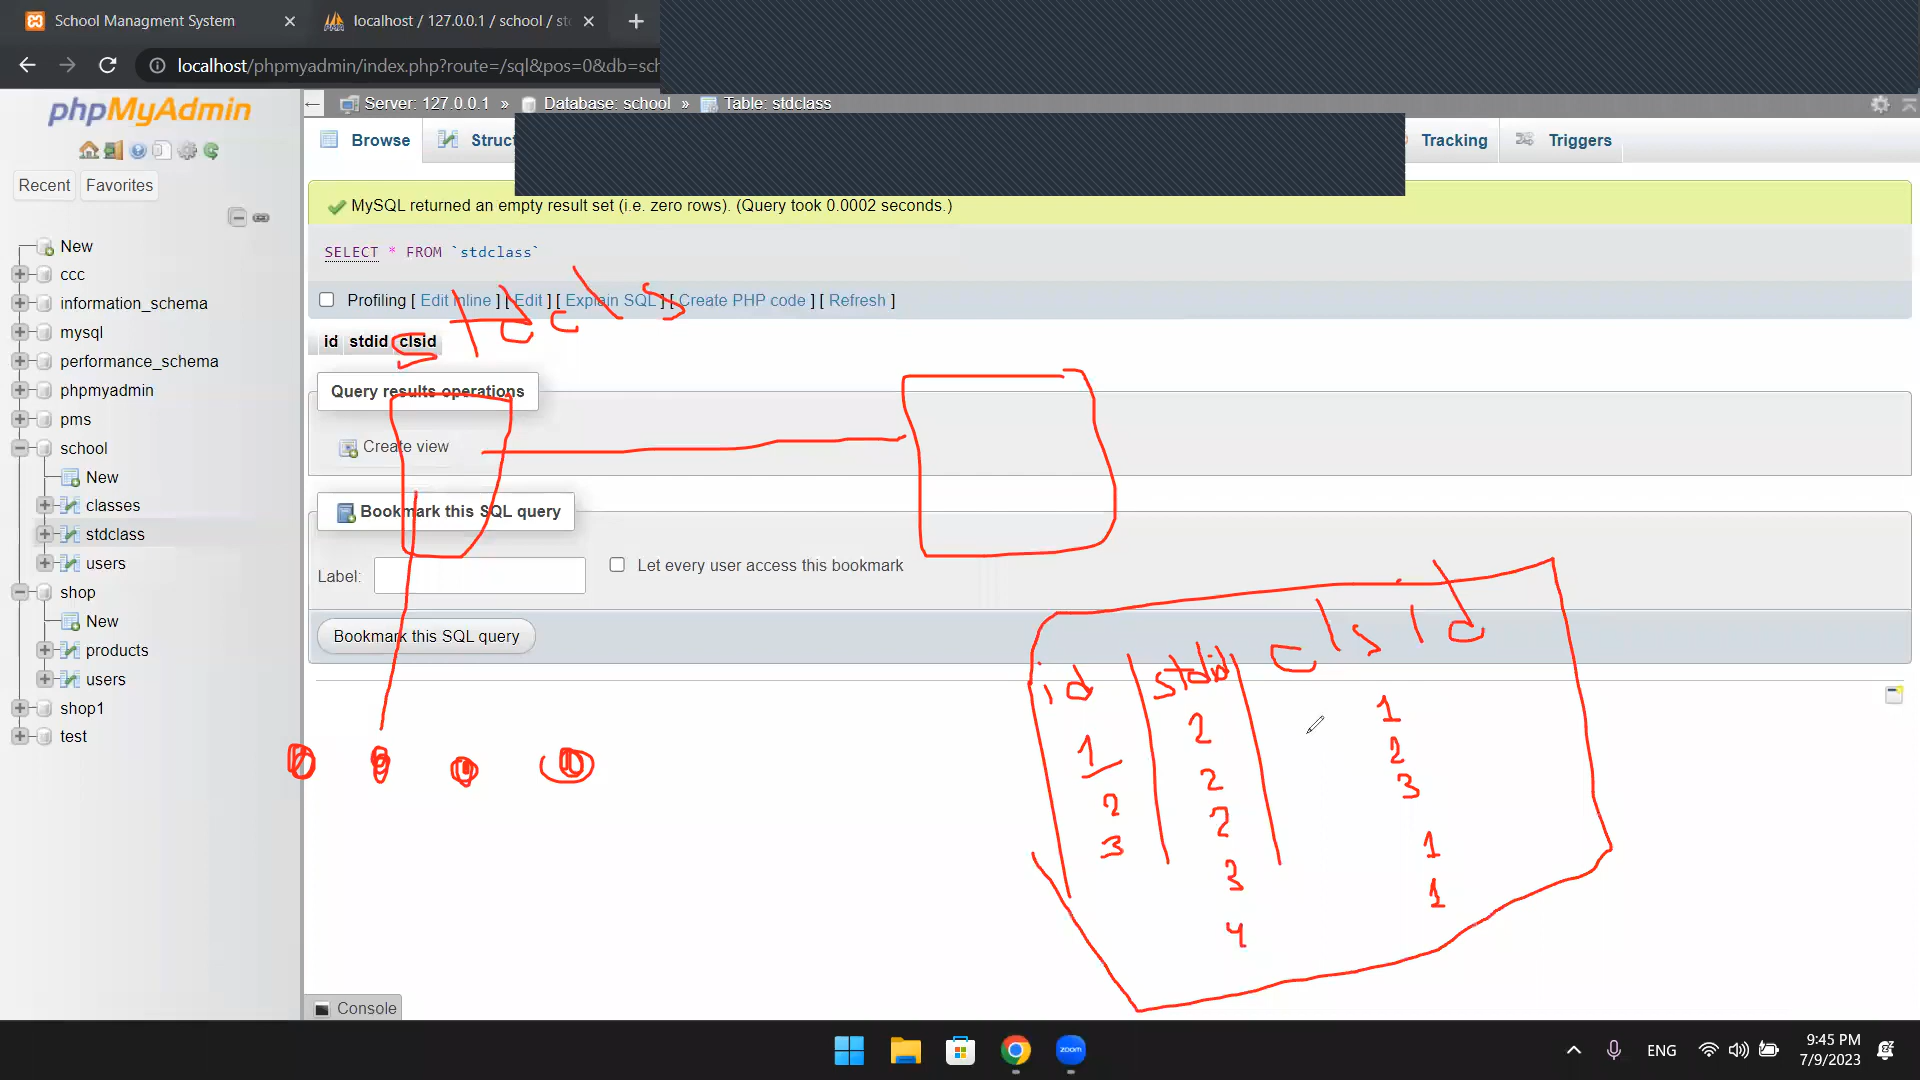 School Managment System
localhost / 127.0.0.1 / school / st
localhost/phpmyadmin/index.php?route=/sql&pos=0&db=sch
phpMyAdmin
Recent
Favorites
New
ccc
information_schema
mysql
performance_schema
phpmyadmin
pms
school
New
classes
stdclass
users
shop
New
products
users
shop1
test
Server: 127.0.0.1 » Database: school » Table: stdclass
Browse
Struct
Tracking
Triggers
MySQL returned an empty result set (i.e. zero rows). (Query took 0.0002 seconds.)
SELECT * FROM `stdclass`
Profiling [ Edit inline ] [ Edit ] [ Explain SQL ] [ Create PHP code ] [ Refresh ]
stdcls
id stdid clsid
Query results operations
Create view
Bookmark this SQL query
Label:
Let every user access this bookmark
Bookmark this SQL query
id stdid clsid
1 2 1
2 2 2
3 2 3
3 1
4 1
Console
zoom
ENG
9:45 PM
7/9/2023